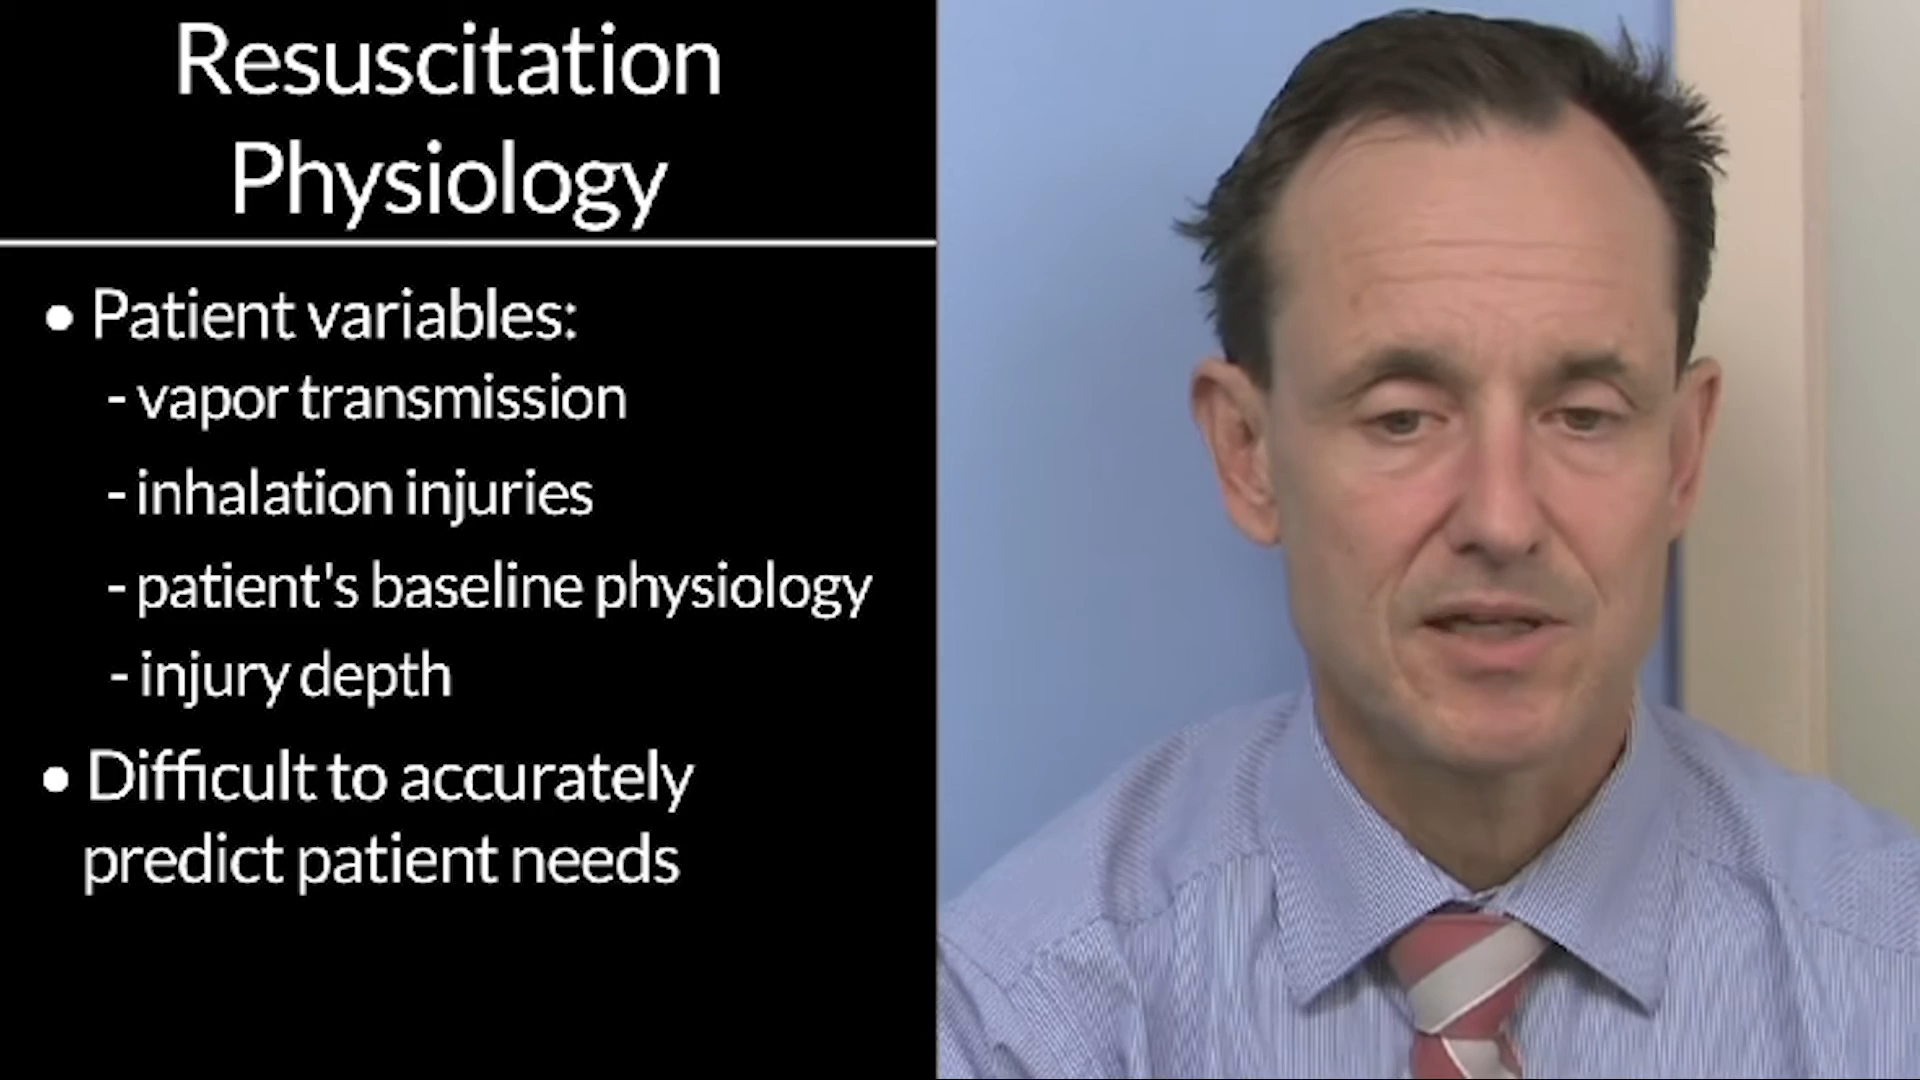 Resuscitation
Physiology
• Patient variables:
- vapor transmission
- inhalation injuries
- patient's baseline physiology
- injury depth
• Difficult to accurately
predict patient needs